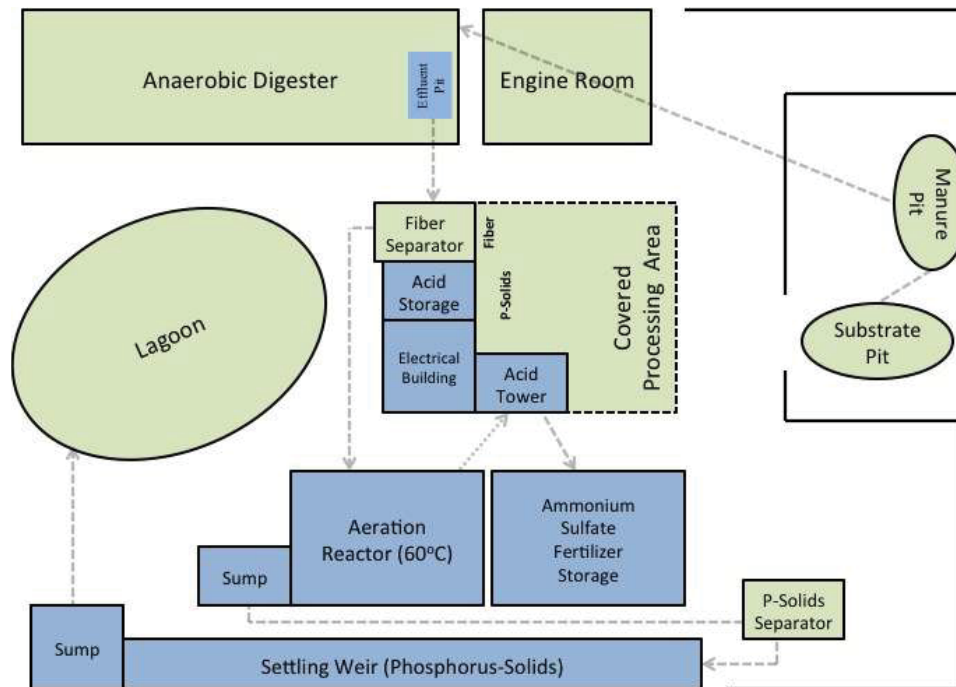 Anaerobic Digester
Effluent
Pit
Engine Room
Manure
Pit
Fiber
Separator
Fiber
Acid
Storage
P-Solids
Covered
Processing Area
Substrate
Pit
Lagoon
Electrical
Building
Acid
Tower
Aeration
Reactor (60°C)
Ammonium
Sulfate
Fertilizer
Storage
Sump
P-Solids
Separator
Sump
Settling Weir (Phosphorus-Solids)